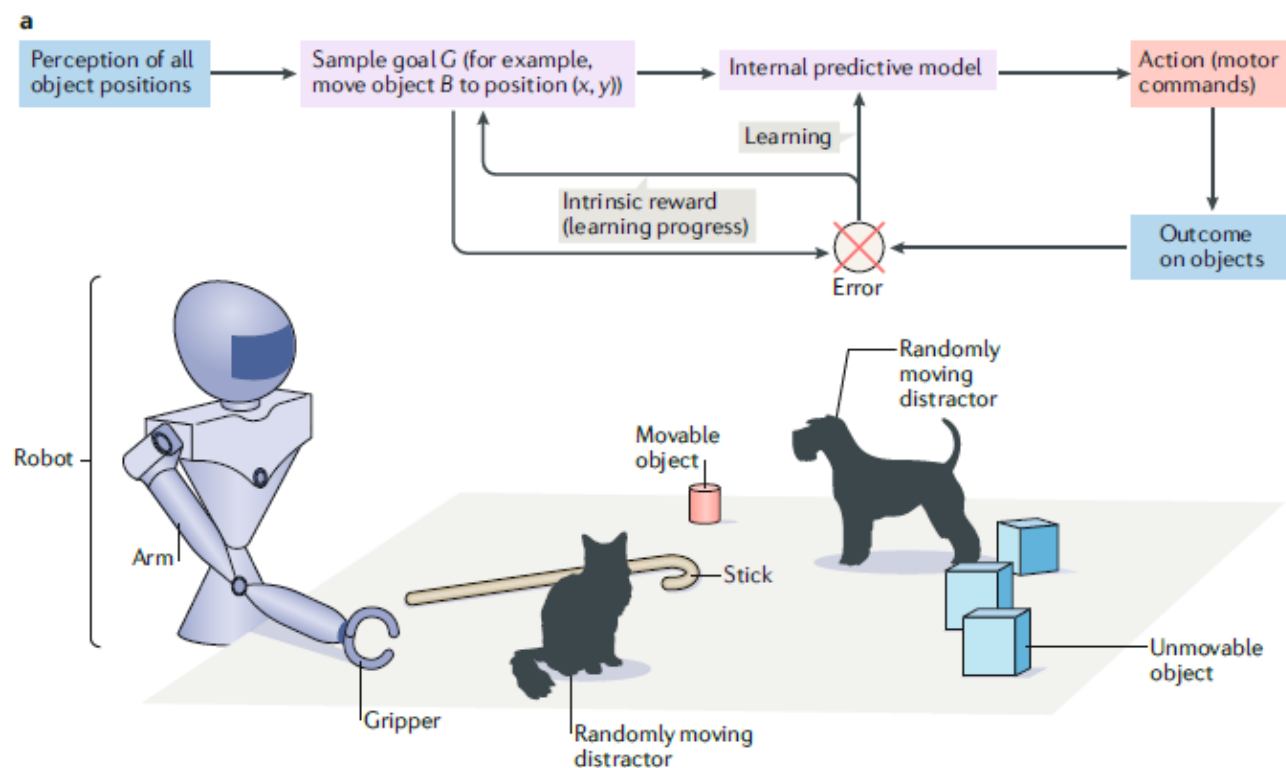 a
Perception of all
object positions
Sample goal G (for example,
move object B to position (x, y))
Internal predictive model
Action (motor
commands)
Learning
Intrinsic reward
(learning progress)
Outcome
on objects
Error
Randomly
moving
distractor
Movable
object
Robot
Arm
Stick
Unmovable
object
Gripper
Randomly moving
distractor